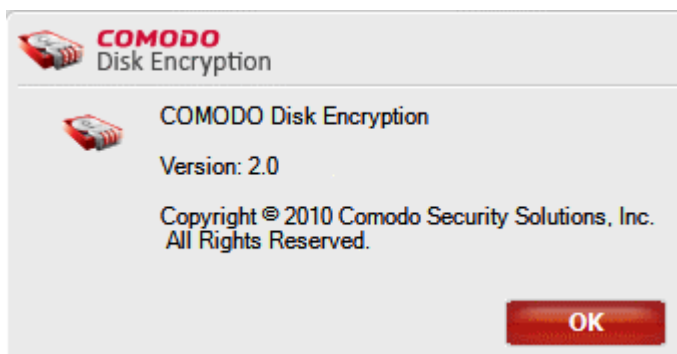 COMODO
Disk Encryption
COMODO Disk Encryption
Version: 2.0
Copyright © 2010 Comodo Security Solutions, Inc.
All Rights Reserved.
OK